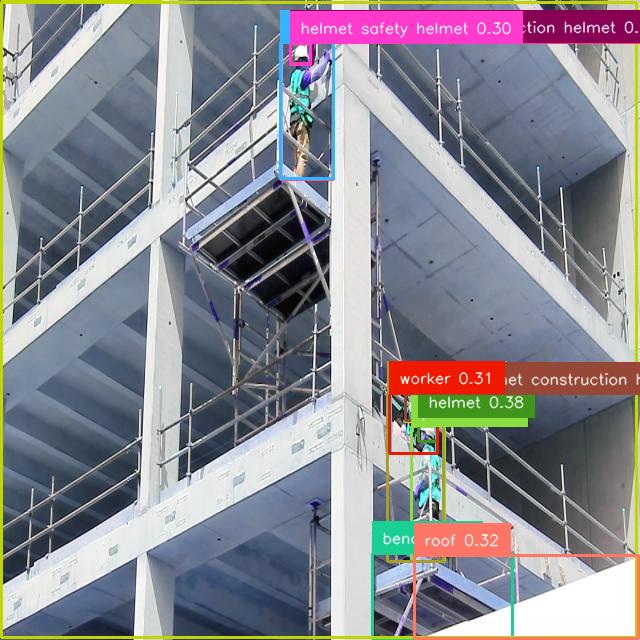 helmet safety helmet 0.30
ction helmet 0.
worker 0.31
et construction h
helmet 0.38
benc
roof 0.32